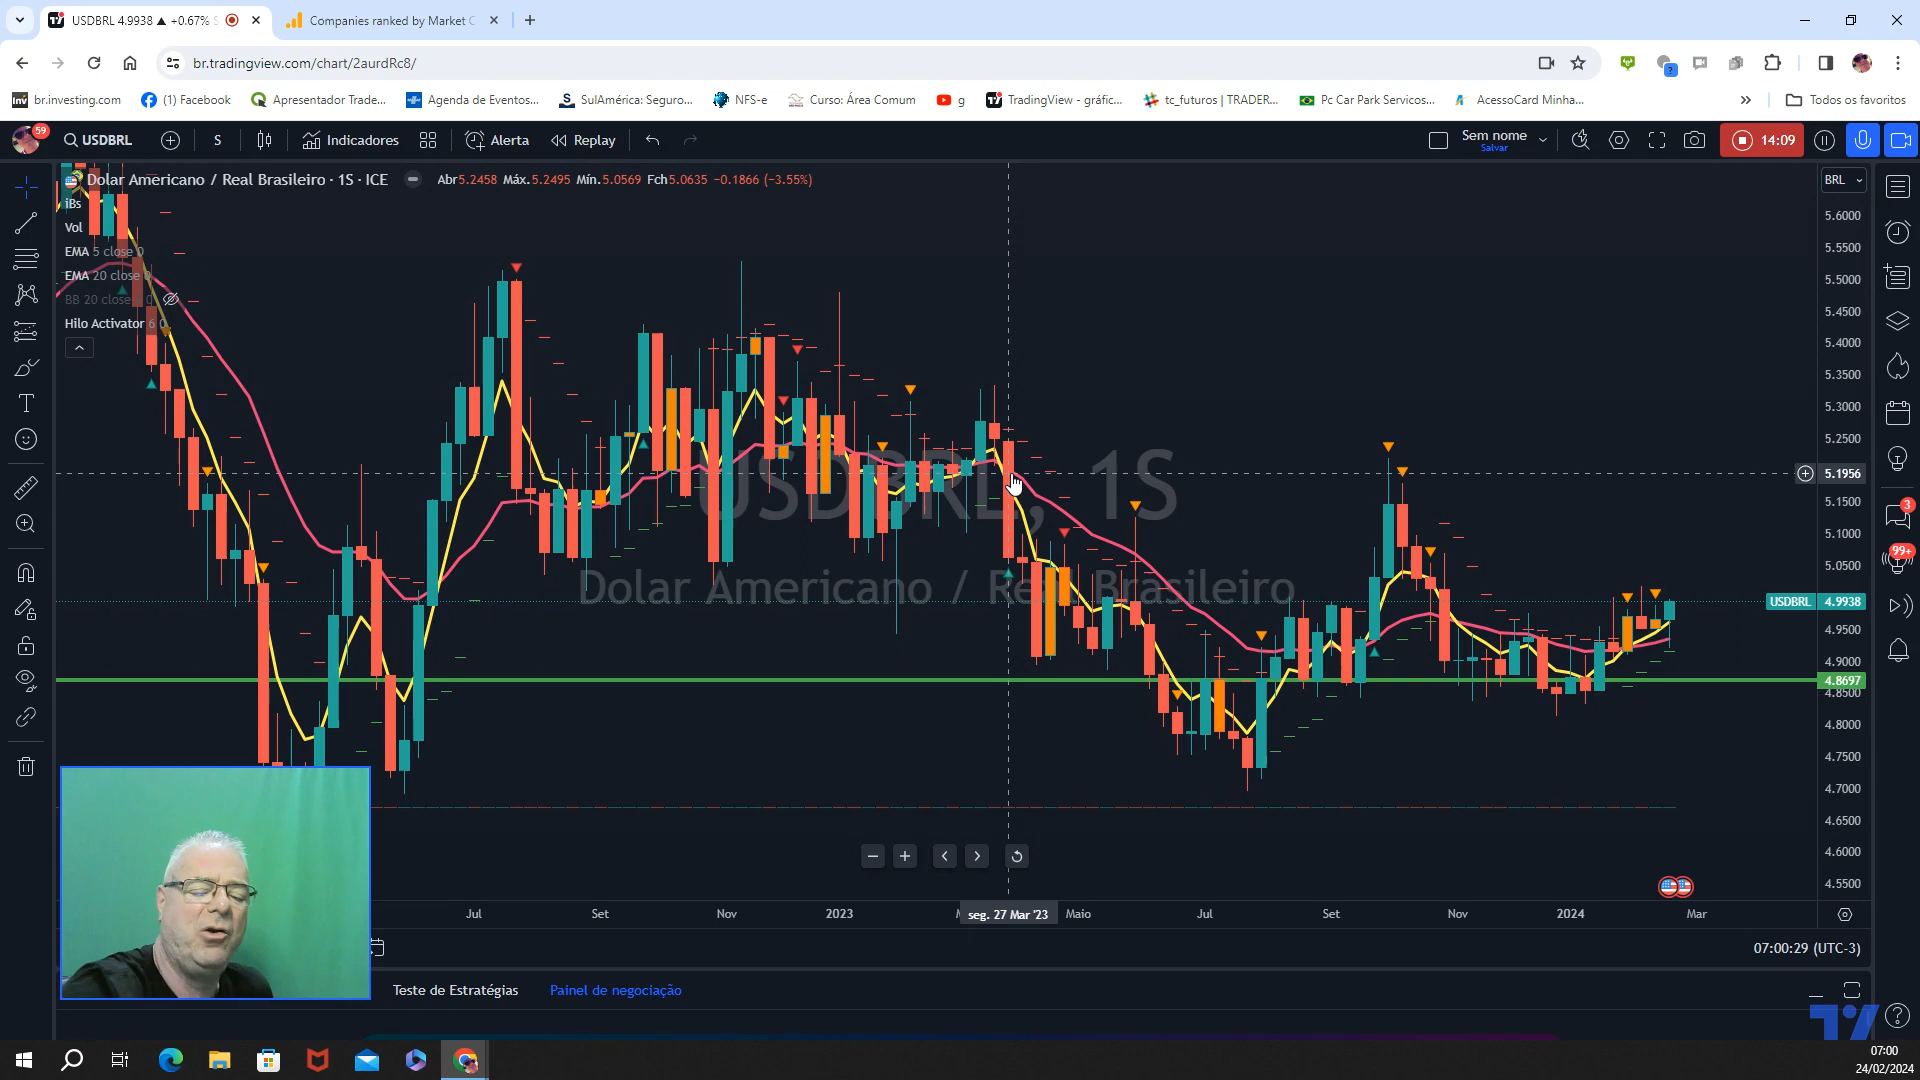 USDBRL 4.9938 ▲ +0.67%
Companies ranked by Market C
br.tradingview.com/chart/2aurdRc8/
br.investing.com
(1) Facebook
Apresentador Trade...
Agenda de Eventos...
SulAmérica: Seguro...
NFS-e
Curso: Área Comum
g
TradingView - gráfic...
tc_futuros | TRADER...
Pc Car Park Servicos...
AcessoCard Minha...
Todos os favoritos
59
USDBRL
S
Indicadores
Alerta
Replay
Sem nome
Salvar
14:09
Dolar Americano / Real Brasileiro · 1S · ICE
Abr5.2458 Máx.5.2495 Mín.5.0569 Fch5.0635 −0.1866 (−3.55%)
BRL
iBs
Vol
EMA 5 close 0
EMA 20 close 0
BB 20 close 0
Hilo Activator 6 0
USDBRL, 1S
Dolar Americano / Real Brasileiro
5.6000
5.5500
5.5000
5.4500
5.4000
5.3500
5.3000
5.2500
5.1956
5.1500
5.1000
5.0500
USDBRL 4.9938
4.9500
4.9000
4.8697
4.8500
4.8000
4.7500
4.7000
4.6500
4.6000
4.5500
3
99+
Jul
Set
Nov
2023
seg. 27 Mar '23
Maio
Jul
Set
Nov
2024
Mar
07:00:29 (UTC-3)
Teste de Estratégias
Painel de negociação
07:00
24/02/2024